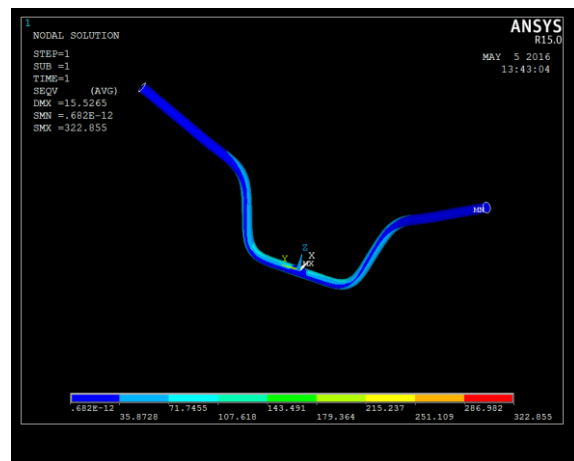 1
NODAL SOLUTION
ANSYS
R15.0
STEP=1
SUB =1
TIME=1
SEQV (AVG)
DMX =15.5265
SMN =.682E-12
SMX =322.855
MAY 5 2016
13:43:04
MN
Z
Y
X
MX
.682E-12 71.7455 143.491 215.237 286.982
35.8728 107.618 179.364 251.109 322.855